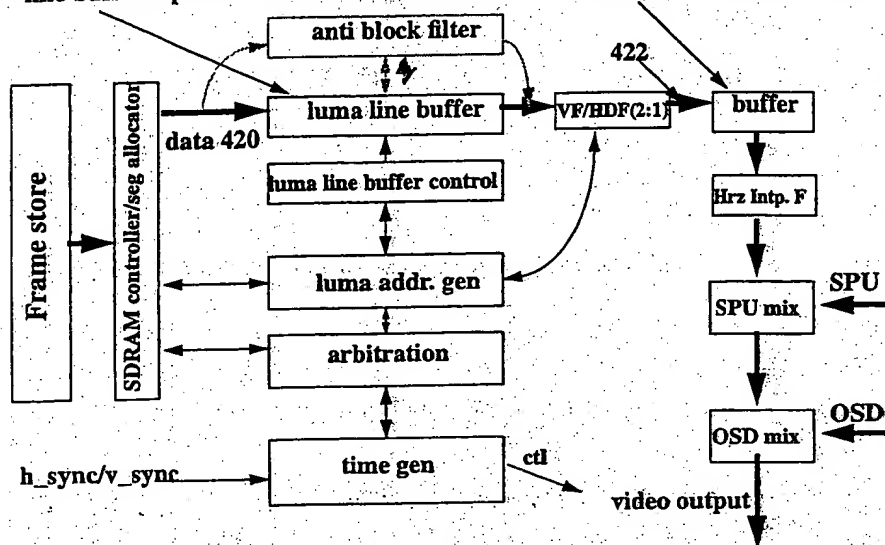 anti block filter
422
luma line buffer
VF/HDF(2:1)
buffer
data 420
luma line buffer control
Hrz Intp. F
Frame store
SDRAM controller/seg allocator
luma addr. gen
SPU
SPU mix
arbitration
OSD
OSD mix
time gen
ctl
h_sync/v_sync
video output